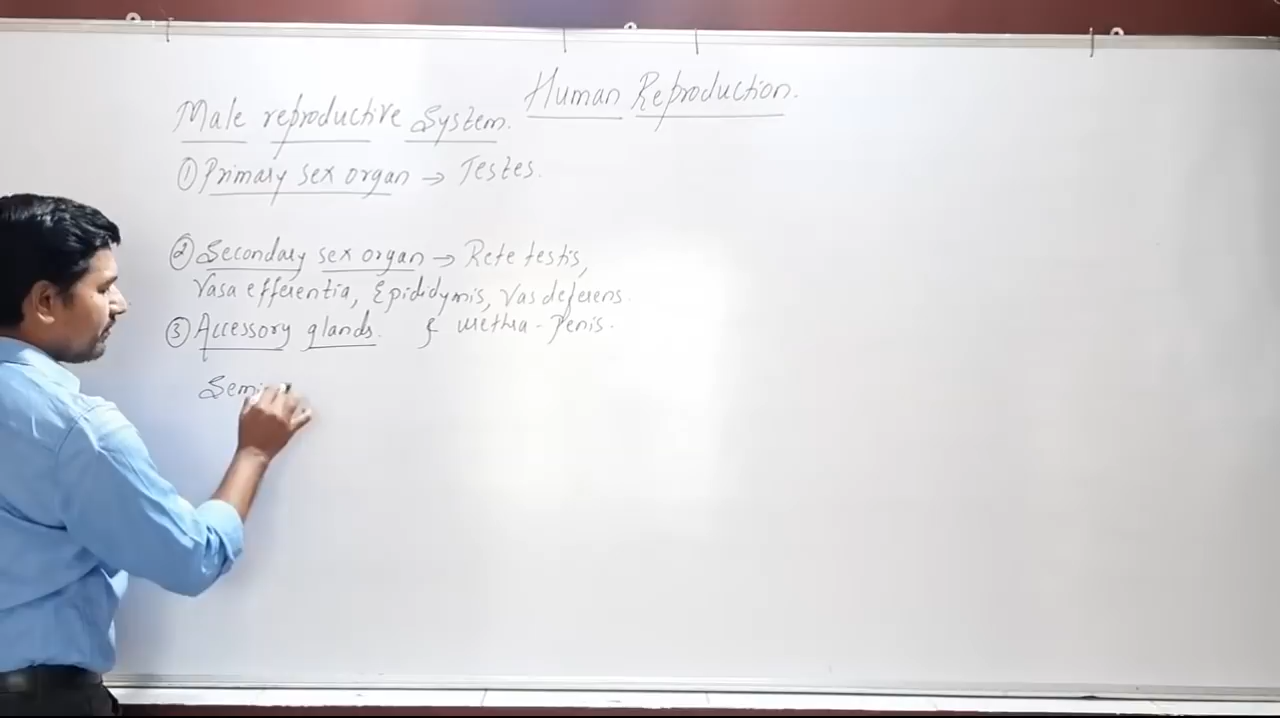 Human Reproduction.
Male reproductive System.
① Primary sex organ → Testes.
② Secondary sex organ → Rete testis,
Vasa efferentia, Epididymis, Vas deferens.
③ Accessory glands. & urethra - Penis.
Semi